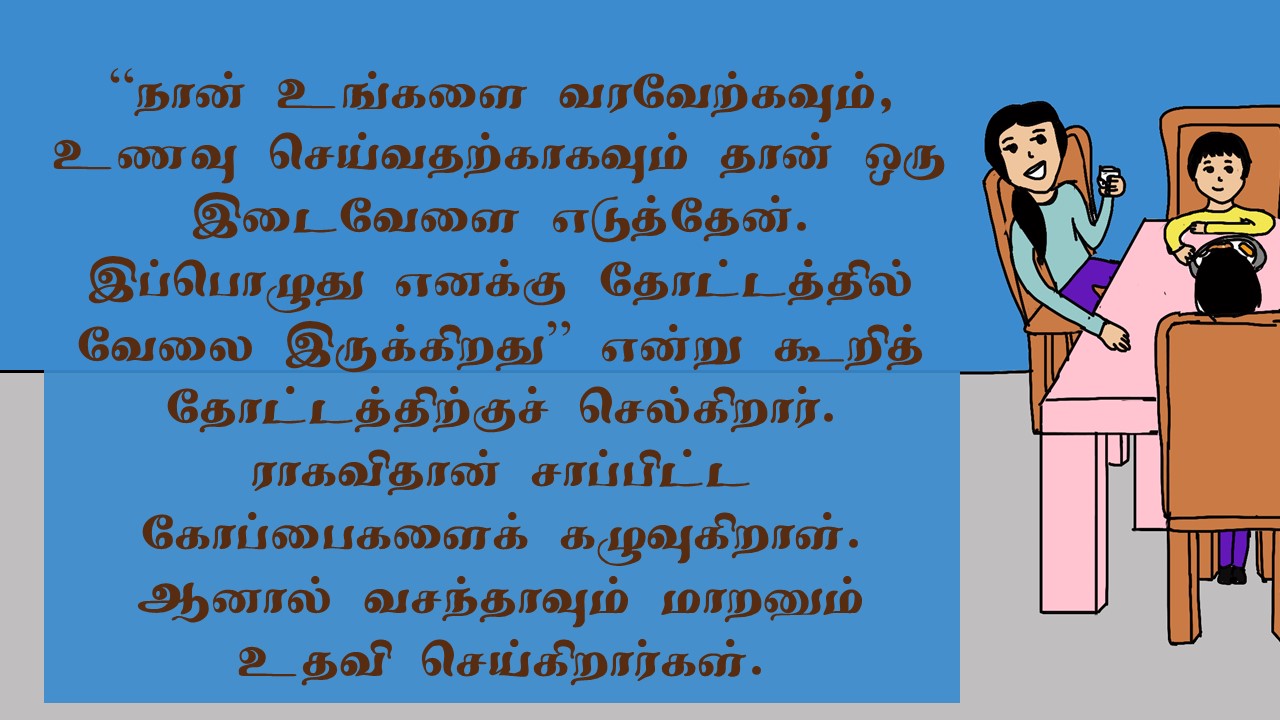 “நான் உங்களை வரவேற்கவும்,
உணவு செய்வதற்காகவும் தான் ஒரு
இடைவேளை எடுத்தேன்.
இப்பொழுது எனக்கு தோட்டத்தில்
வேலை இருக்கிறது” என்று கூறித்
தோட்டத்திற்குச் செல்கிறார்.
ராகவிதான் சாப்பிட்ட
கோப்பைகளைக் கழுவுகிறாள்.
ஆனால் வசந்தாவும் மாறனும்
உதவி செய்கிறார்கள்.